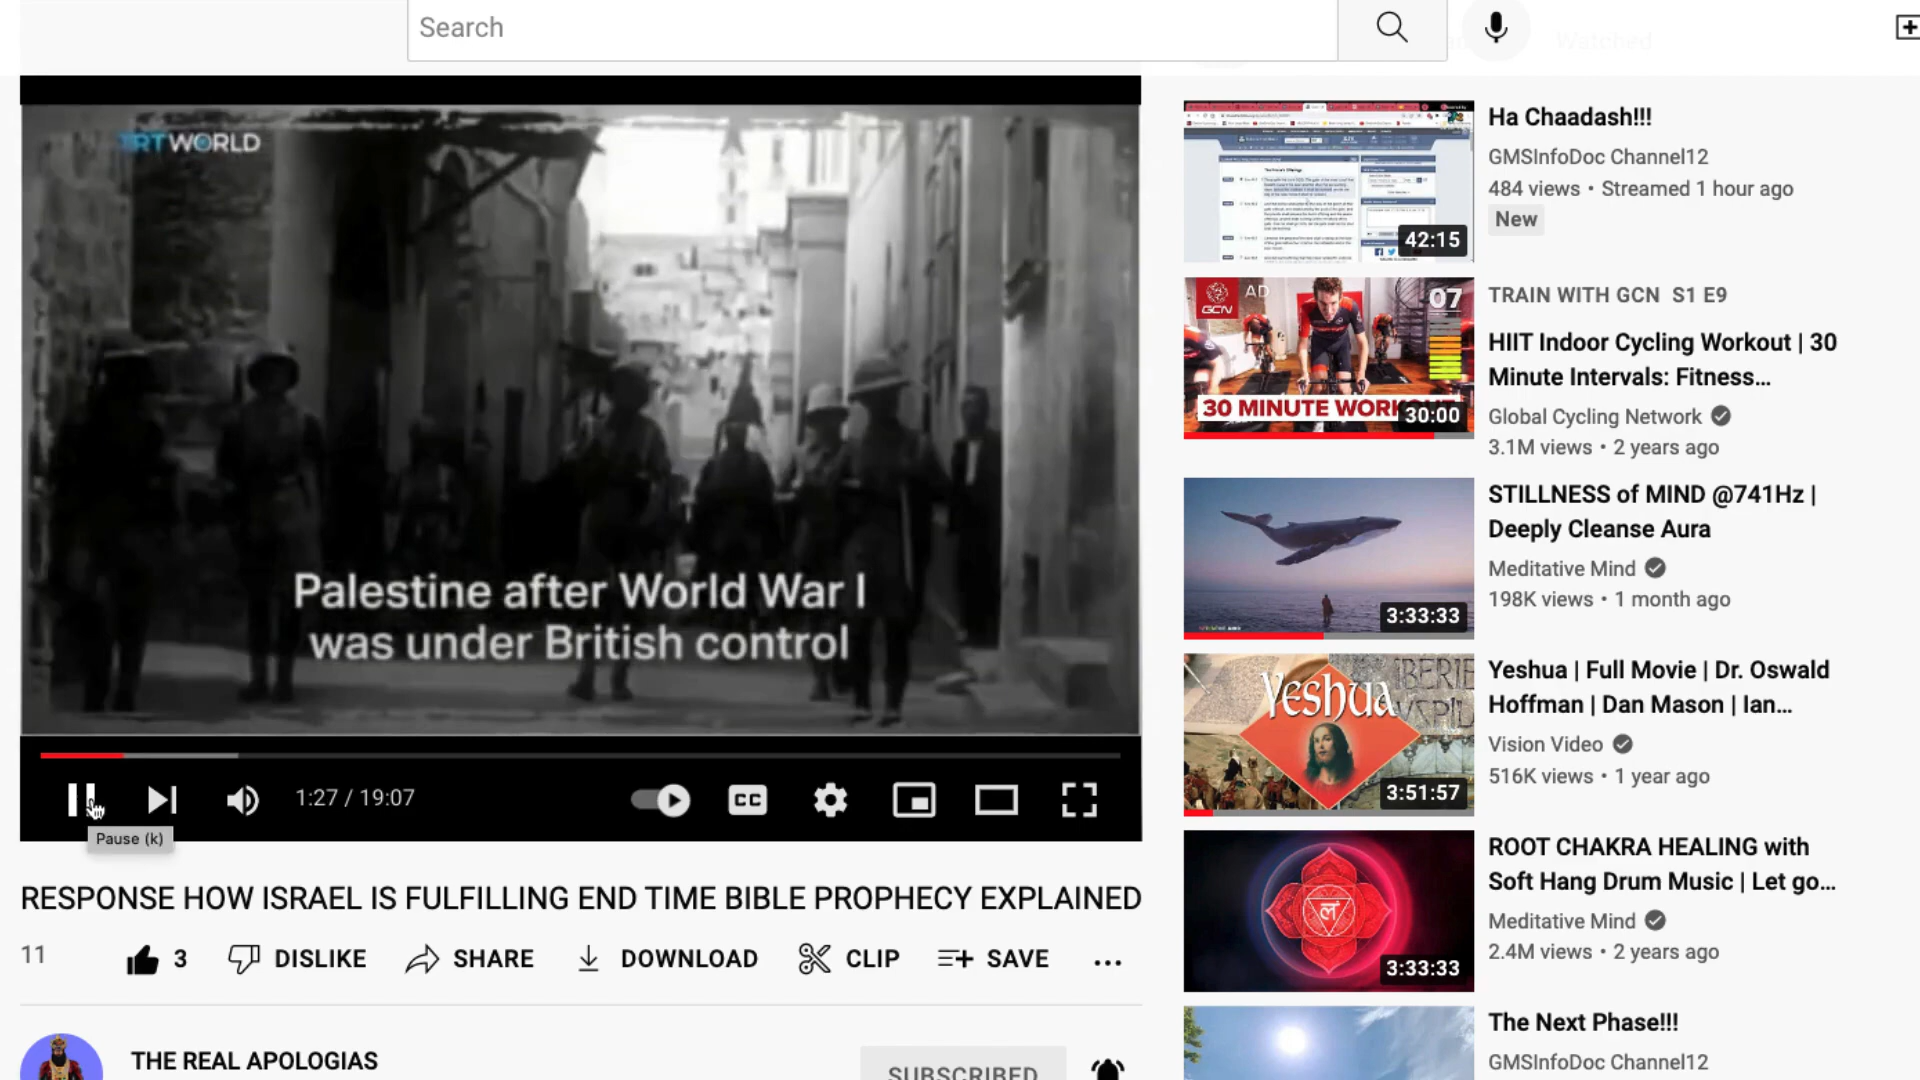 Search
TRT WORLD
Palestine after World War I
was under British control
1:27 / 19:07
CC
Pause (k)
RESPONSE HOW ISRAEL IS FULFILLING END TIME BIBLE PROPHECY EXPLAINED
11
3
DISLIKE
SHARE
DOWNLOAD
CLIP
SAVE
THE REAL APOLOGIAS
SUBSCRIBED
42:15
Ha Chaadash!!!
GMSInfoDoc Channel12
484 views • Streamed 1 hour ago
New
GCN
AD
07
30 MINUTE WORK
30:00
TRAIN WITH GCN S1 E9
HIIT Indoor Cycling Workout | 30
Minute Intervals: Fitness...
Global Cycling Network
3.1M views • 2 years ago
3:33:33
STILLNESS of MIND @741Hz |
Deeply Cleanse Aura
Meditative Mind
198K views • 1 month ago
Yeshua
3:51:57
Yeshua | Full Movie | Dr. Oswald
Hoffman | Dan Mason | Ian...
Vision Video
516K views • 1 year ago
3:33:33
ROOT CHAKRA HEALING with
Soft Hang Drum Music | Let go...
Meditative Mind
2.4M views • 2 years ago
The Next Phase!!!
GMSInfoDoc Channel12